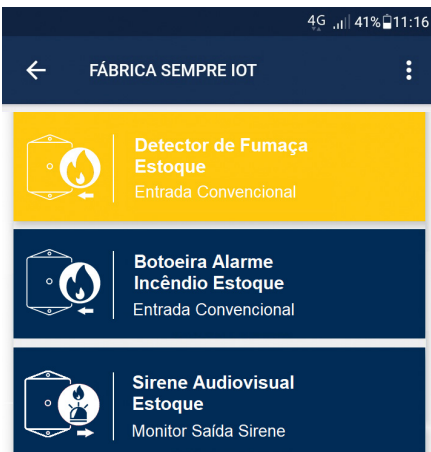 4G 41% 11:16
FÁBRICA SEMPRE IOT
Detector de Fumaça
Estoque
Entrada Convencional
Botoeira Alarme
Incêndio Estoque
Entrada Convencional
Sirene Audiovisual
Estoque
Monitor Saída Sirene